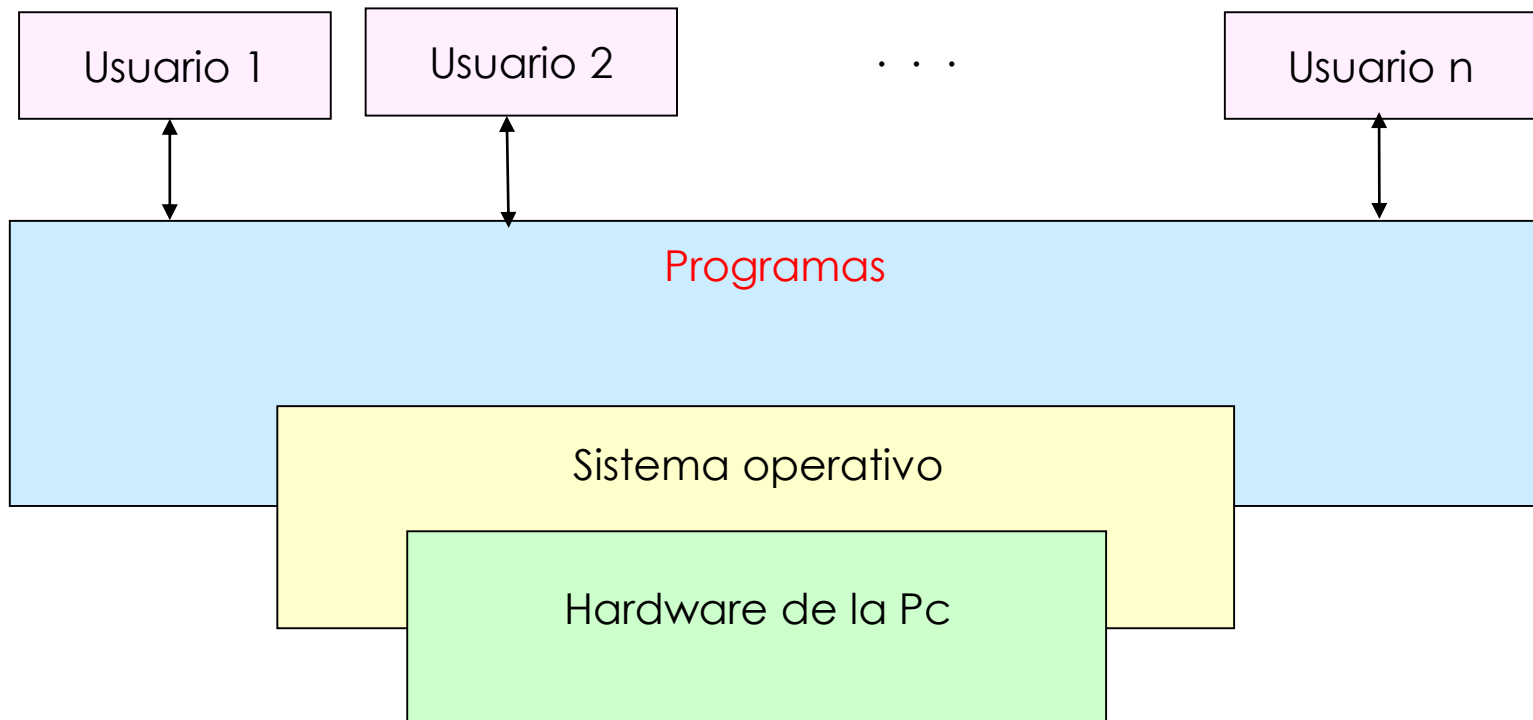 Usuario 1
Usuario 2
. . .
Usuario n
Programas
Sistema operativo
Hardware de la Pc